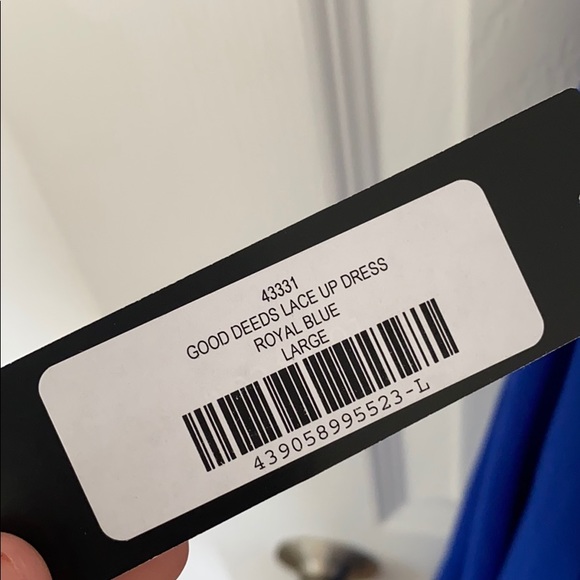 43331
GOOD DEEDS LACE UP DRESS
ROYAL BLUE
LARGE
439058995523-L